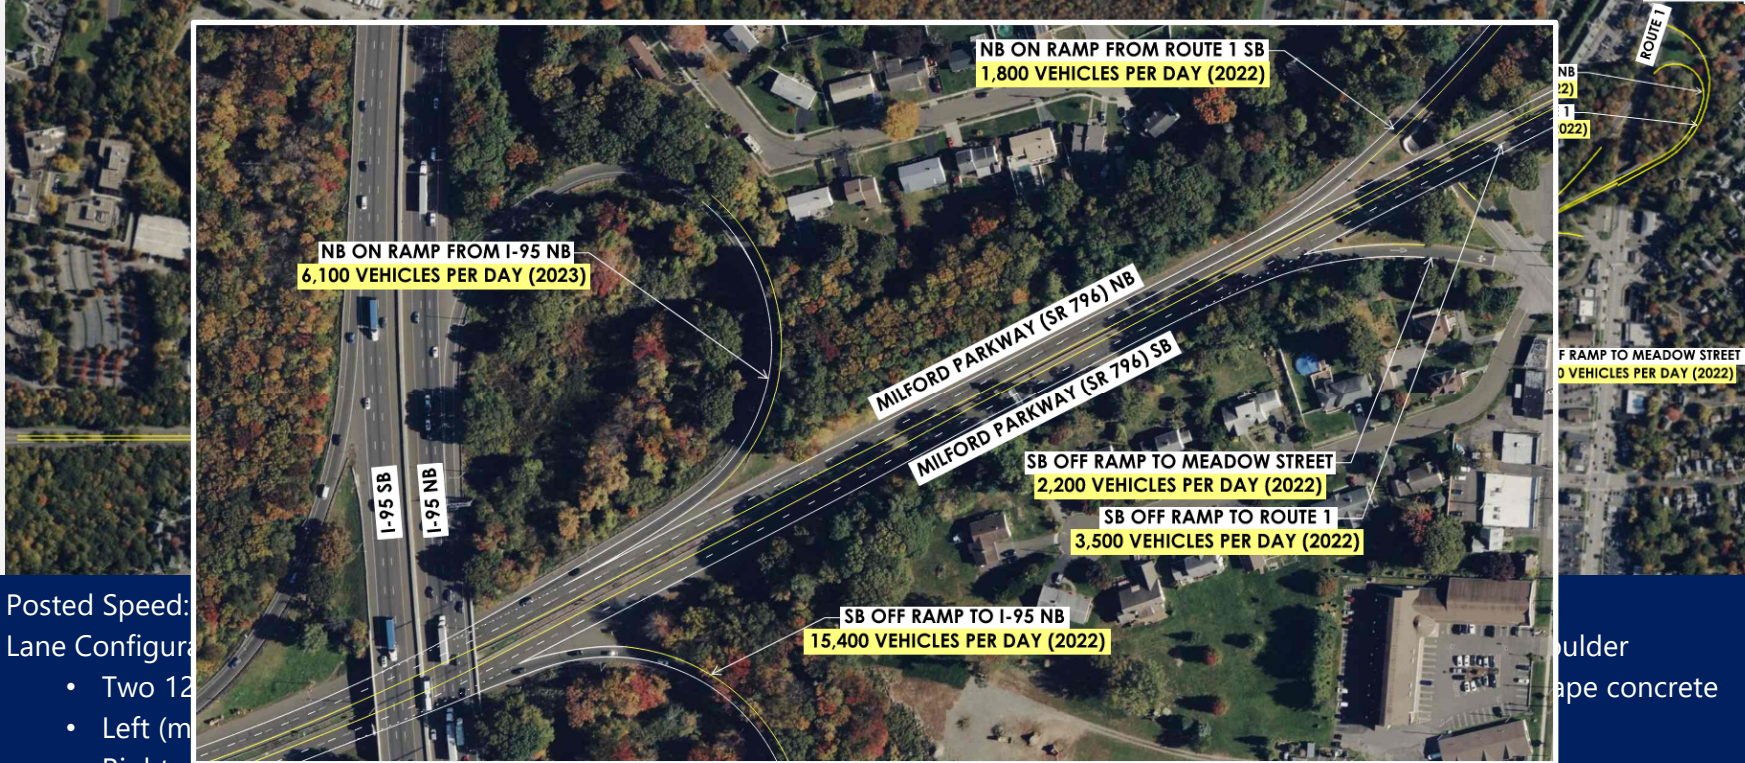 NB ON RAMP FROM ROUTE 1 SB
1,800 VEHICLES PER DAY (2022)
ROUTE 1
NB
22)
1
2022)
NB ON RAMP FROM I-95 NB
6,100 VEHICLES PER DAY (2023)
MILFORD PARKWAY (SR 796) NB
MILFORD PARKWAY (SR 796) SB
RAMP TO MEADOW STREET
0 VEHICLES PER DAY (2022)
SB OFF RAMP TO MEADOW STREET
2,200 VEHICLES PER DAY (2022)
I-95 SB
I-95 NB
SB OFF RAMP TO ROUTE 1
3,500 VEHICLES PER DAY (2022)
SB OFF RAMP TO I-95 NB
15,400 VEHICLES PER DAY (2022)
Posted Speed:
Lane Configura
oulder
• Two 12
ape concrete
• Left (m